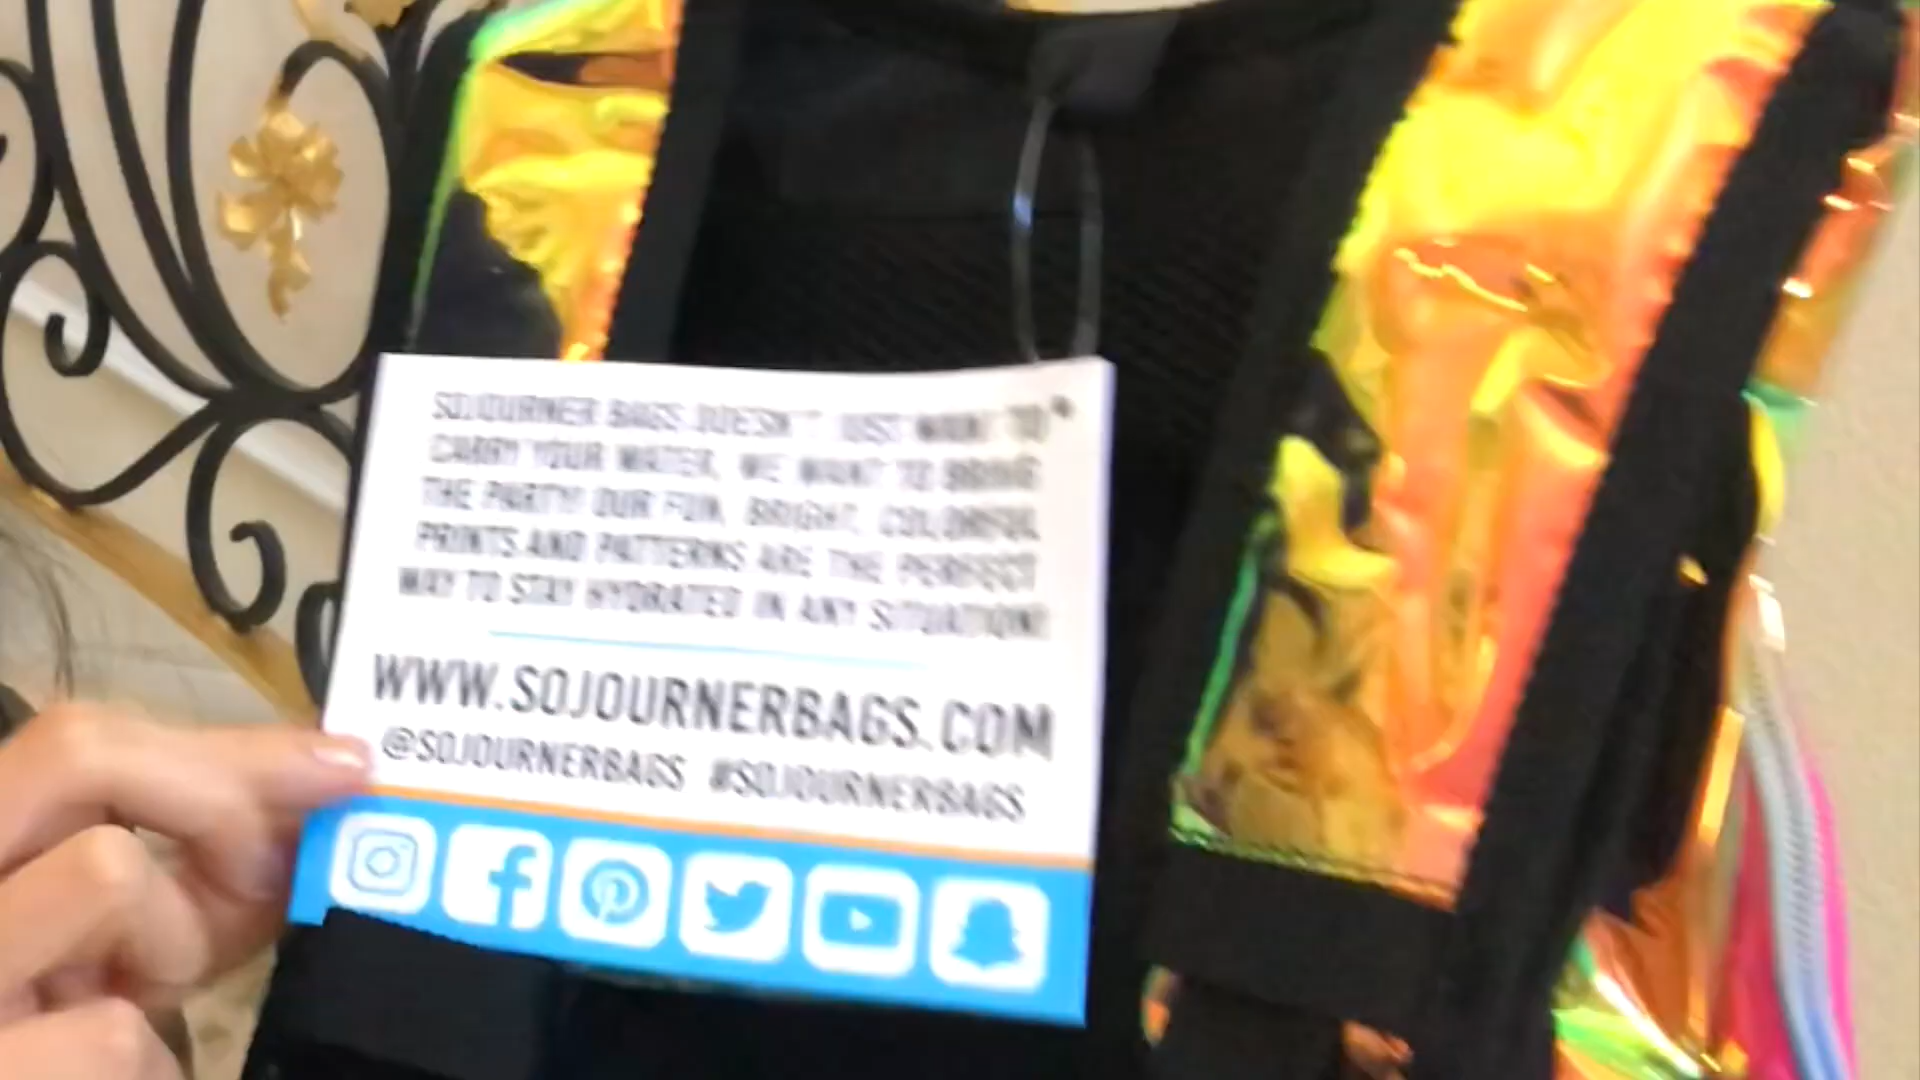 SOJOURNER BAGS DOESN'T JUST WANT TO
CARRY YOUR WATER, WE WANT TO BRING
THE PARTY! OUR FUN, BRIGHT, COLORFUL
PRINTS AND PATTERNS ARE THE PERFECT
WAY TO STAY HYDRATED IN ANY SITUATION!
WWW.SOJOURNERBAGS.COM
@SOJOURNERBAGS #SOJOURNERBAGS